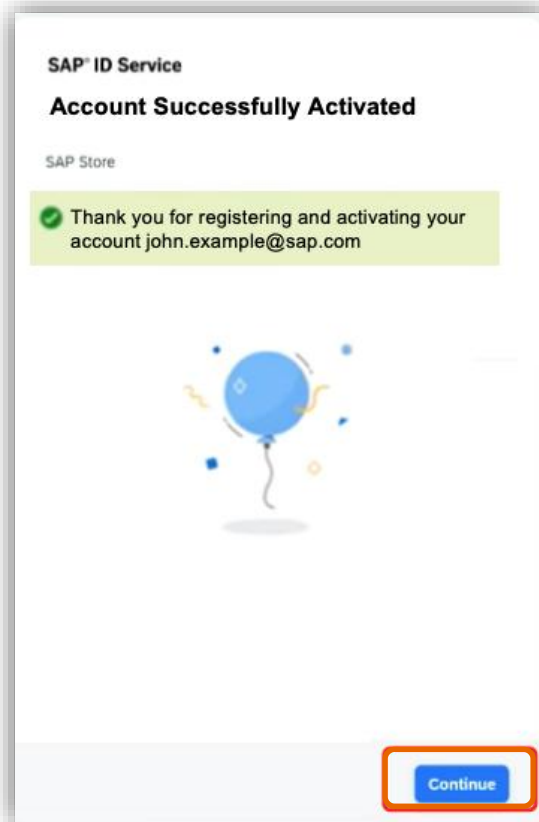 SAP® ID Service
Account Successfully Activated
SAP Store
Thank you for registering and activating your
account john.example@sap.com
Continue